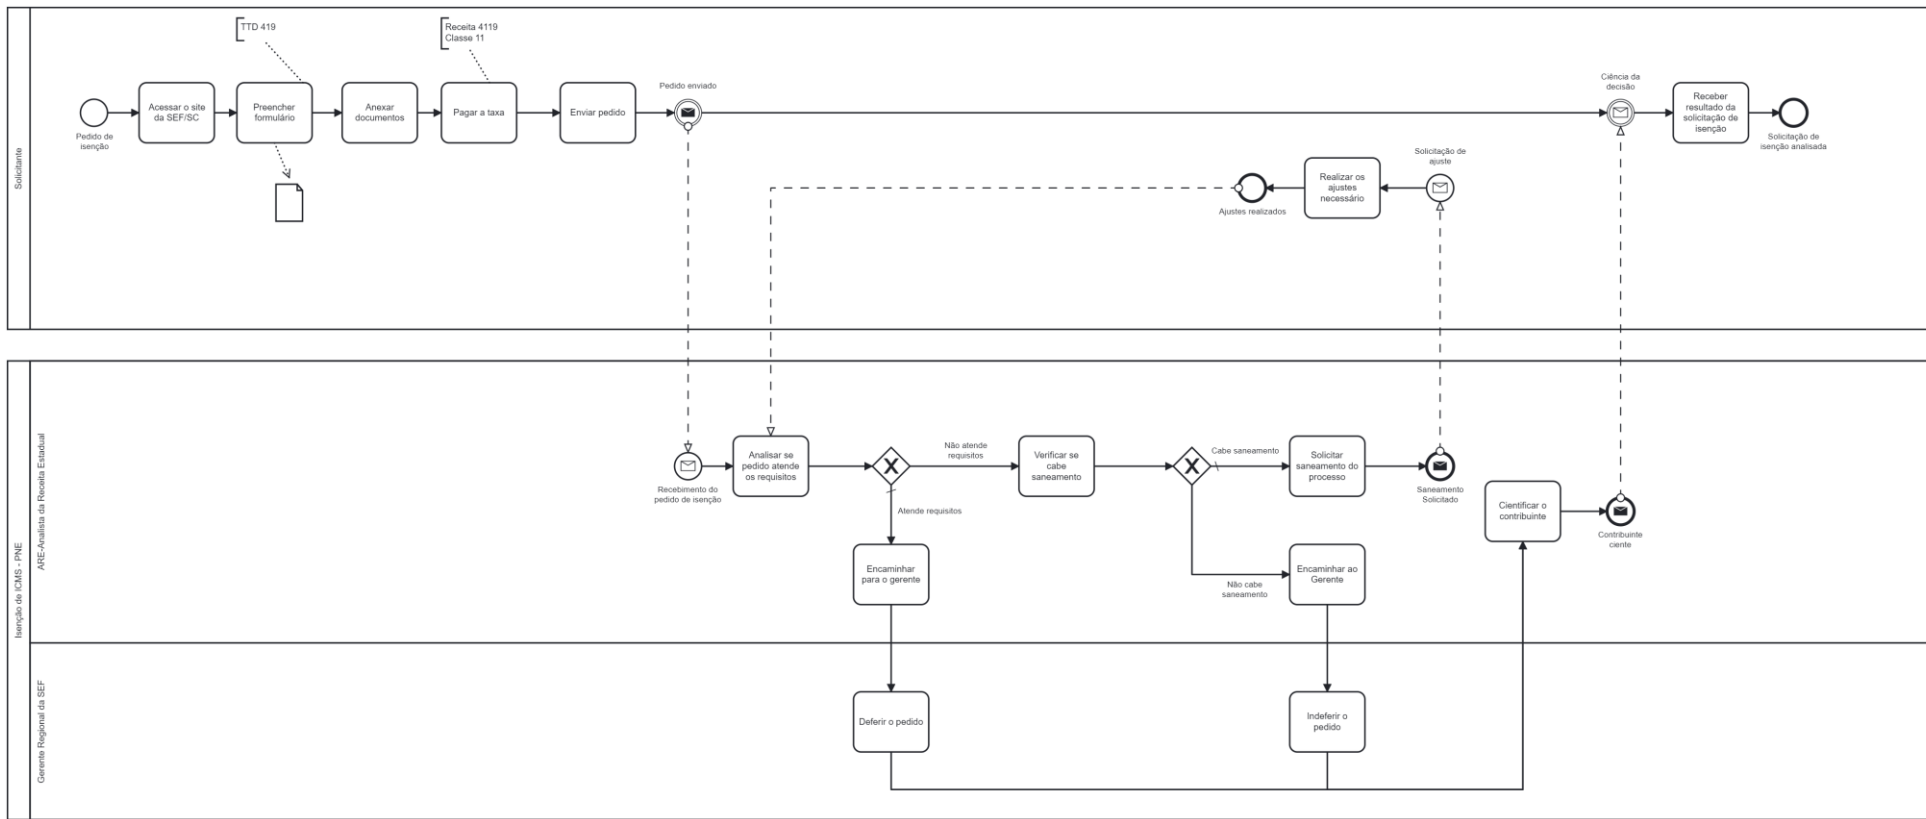 Solicitante
TTD 419
Receita 4119
Classe 11
Pedido de
isenção
Acessar o site
da SEF/SC
Preencher
formulário
Anexar
documentos
Pagar a taxa
Enviar pedido
Pedido enviado
Ciência da
decisão
Receber
resultado da
solicitação de
isenção
Solicitação de
isenção analisada
Ajustes realizados
Realizar os
ajustes
necessário
Solicitação de
ajuste
Isenção de ICMS - PNE
ARE-Analista da Receita Estadual
Recebimento do
pedido de isenção
Analisar se
pedido atende
os requisitos
Não atende
requisitos
Atende requisitos
Verificar se
cabe
saneamento
Cabe saneamento
Não cabe
saneamento
Solicitar
saneamento do
processo
Saneamento
Solicitado
Cientificar o
contribuinte
Contribuinte
ciente
Encaminhar
para o gerente
Encaminhar ao
Gerente
Gerente Regional da SEF
Deferir o pedido
Indeferir o
pedido